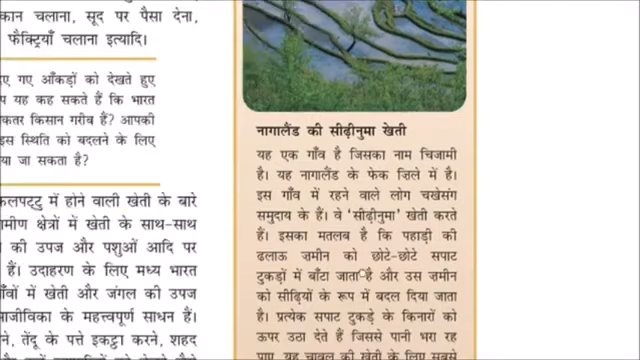 कान चलाना, सूद पर पैसा देना,
फ़ैक्ट्रियाँ चलाना इत्यादि।
गए आँकड़ों को देखते हुए
यह कह सकते हैं कि भारत
किसान गरीब हैं? आपकी
इस स्थिति को बदलने के लिए
या जा सकता है?
कलपट्टु में होने वाली खेती के बारे
क्षेत्रों में खेती के साथ-साथ
की उपज और पशुओं आदि पर
हैं। उदाहरण के लिए मध्य भारत
में खेती और जंगल की उपज
आजीविका के महत्त्वपूर्ण साधन हैं।
ने, तेंदू के पत्ते इकट्ठा करने, शहद
नागालैंड की सीढ़ीनुमा खेती
यह एक गाँव है जिसका नाम चिजामी
है। यह नागालैंड के फेक ज़िले में है।
इस गाँव में रहने वाले लोग चखेसंग
समुदाय के हैं। वे ‘सीढ़ीनुमा’ खेती करते
हैं। इसका मतलब है कि पहाड़ी की
ढलाऊ ज़मीन को छोटे-छोटे सपाट
टुकड़ों में बाँटा जाता है और उस ज़मीन
को सीढ़ियों के रूप में बदल दिया जाता
है। प्रत्येक सपाट टुकड़े के किनारों को
ऊपर उठा देते हैं जिससे पानी भरा रह
पाए, यह चावल की खेती के लिए सबसे